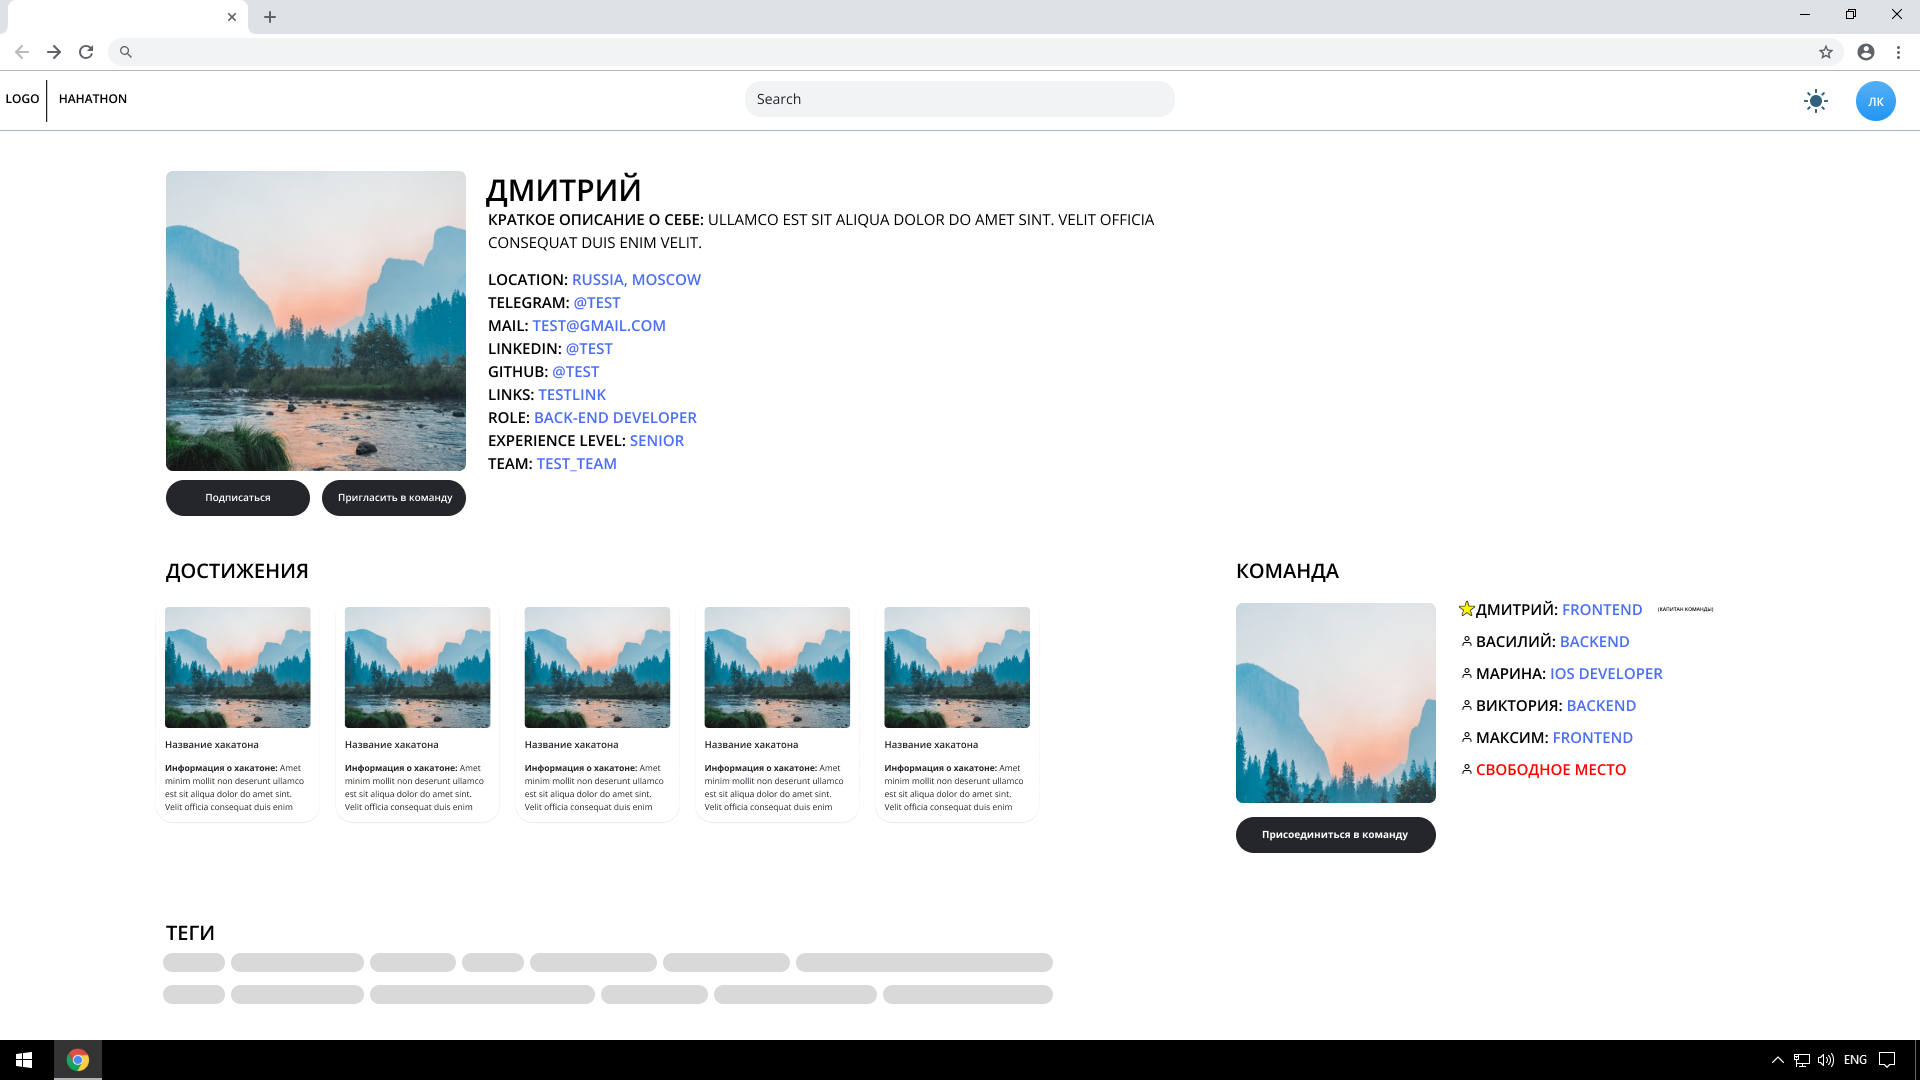 LOGO
HAHATHON
Search
ЛК
ДМИТРИЙ
КРАТКОЕ ОПИСАНИЕ О СЕБЕ: ULLAMCO EST SIT ALIQUA DOLOR DO AMET SINT. VELIT OFFICIA
CONSEQUAT DUIS ENIM VELIT.
LOCATION: RUSSIA, MOSCOW
TELEGRAM: @TEST
MAIL: TEST@GMAIL.COM
LINKEDIN: @TEST
GITHUB: @TEST
LINKS: TESTLINK
ROLE: BACK-END DEVELOPER
EXPERIENCE LEVEL: SENIOR
TEAM: TEST_TEAM
Подписаться
Пригласить в команду
ДОСТИЖЕНИЯ
Название хакатона
Информация о хакатоне: Amet
minim mollit non deserunt ullamco
est sit aliqua dolor do amet sint.
Velit officia consequat duis enim
Название хакатона
Информация о хакатоне: Amet
minim mollit non deserunt ullamco
est sit aliqua dolor do amet sint.
Velit officia consequat duis enim
Название хакатона
Информация о хакатоне: Amet
minim mollit non deserunt ullamco
est sit aliqua dolor do amet sint.
Velit officia consequat duis enim
Название хакатона
Информация о хакатоне: Amet
minim mollit non deserunt ullamco
est sit aliqua dolor do amet sint.
Velit officia consequat duis enim
Название хакатона
Информация о хакатоне: Amet
minim mollit non deserunt ullamco
est sit aliqua dolor do amet sint.
Velit officia consequat duis enim
КОМАНДА
ДМИТРИЙ: FRONTEND (КАПИТАН КОМАНДЫ)
ВАСИЛИЙ: BACKEND
МАРИНА: IOS DEVELOPER
ВИКТОРИЯ: BACKEND
МАКСИМ: FRONTEND
СВОБОДНОЕ МЕСТО
Присоединиться в команду
ТЕГИ
ENG